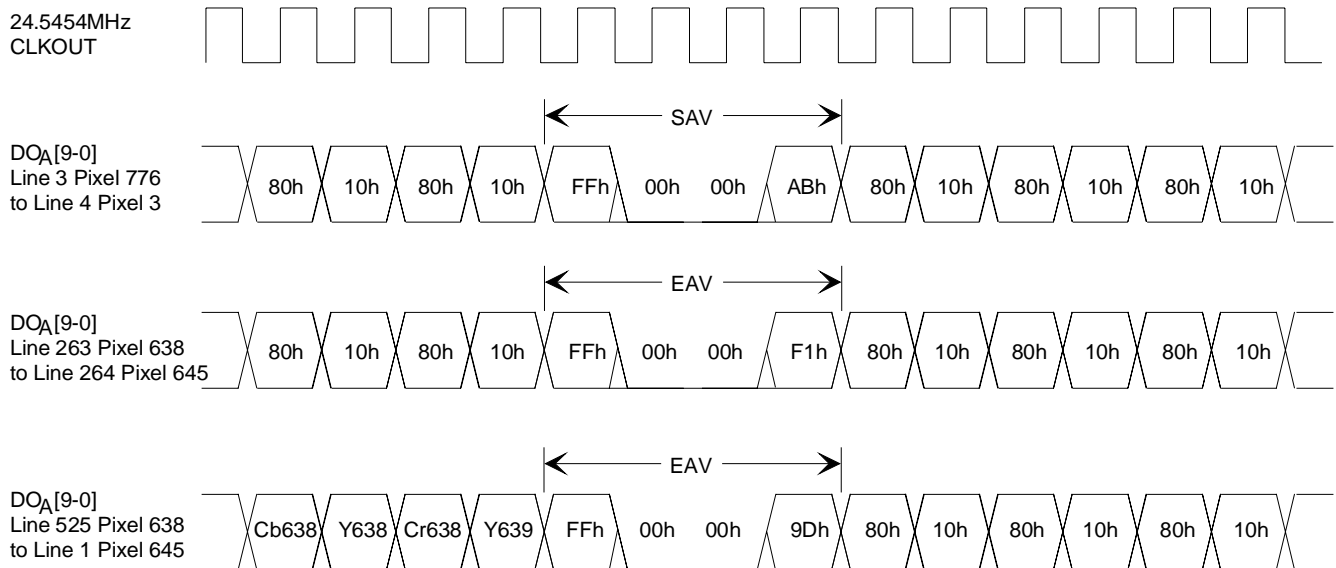 24.5454MHz
CLKOUT
SAV
DOA[9-0]
Line 3 Pixel 776
to Line 4 Pixel 3
80h 10h 80h 10h FFh 00h 00h ABh 80h 10h 80h 10h 80h 10h
EAV
DOA[9-0]
Line 263 Pixel 638
to Line 264 Pixel 645
80h 10h 80h 10h FFh 00h 00h F1h 80h 10h 80h 10h 80h 10h
EAV
DOA[9-0]
Line 525 Pixel 638
to Line 1 Pixel 645
Cb638 Y638 Cr638 Y639 FFh 00h 00h 9Dh 80h 10h 80h 10h 80h 10h